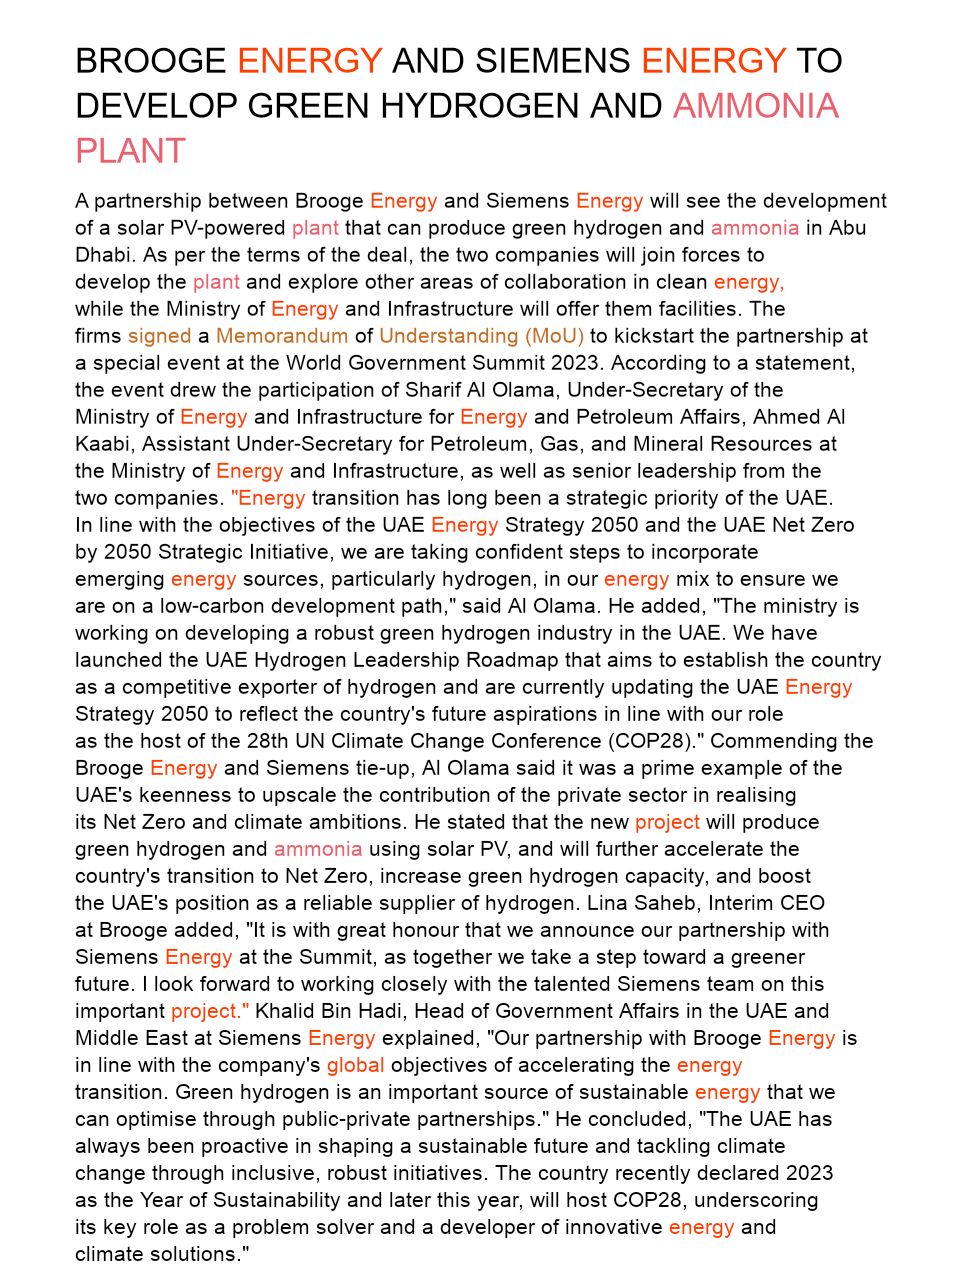 BROOGE ENERGY AND SIEMENS ENERGY TO
DEVELOP GREEN HYDROGEN AND AMMONIA
PLANT
A partnership between Brooge Energy and Siemens Energy will see the development
of a solar PV-powered plant that can produce green hydrogen and ammonia in Abu
Dhabi. As per the terms of the deal, the two companies will join forces to
develop the plant and explore other areas of collaboration in clean energy,
while the Ministry of Energy and Infrastructure will offer them facilities. The
firms signed a Memorandum of Understanding (MoU) to kickstart the partnership at
a special event at the World Government Summit 2023. According to a statement,
the event drew the participation of Sharif Al Olama, Under-Secretary of the
Ministry of Energy and Infrastructure for Energy and Petroleum Affairs, Ahmed Al
Kaabi, Assistant Under-Secretary for Petroleum, Gas, and Mineral Resources at
the Ministry of Energy and Infrastructure, as well as senior leadership from the
two companies. "Energy transition has long been a strategic priority of the UAE.
In line with the objectives of the UAE Energy Strategy 2050 and the UAE Net Zero
by 2050 Strategic Initiative, we are taking confident steps to incorporate
emerging energy sources, particularly hydrogen, in our energy mix to ensure we
are on a low-carbon development path," said Al Olama. He added, "The ministry is
working on developing a robust green hydrogen industry in the UAE. We have
launched the UAE Hydrogen Leadership Roadmap that aims to establish the country
as a competitive exporter of hydrogen and are currently updating the UAE Energy
Strategy 2050 to reflect the country's future aspirations in line with our role
as the host of the 28th UN Climate Change Conference (COP28)." Commending the
Brooge Energy and Siemens tie-up, Al Olama said it was a prime example of the
UAE's keenness to upscale the contribution of the private sector in realising
its Net Zero and climate ambitions. He stated that the new project will produce
green hydrogen and ammonia using solar PV, and will further accelerate the
country's transition to Net Zero, increase green hydrogen capacity, and boost
the UAE's position as a reliable supplier of hydrogen. Lina Saheb, Interim CEO
at Brooge added, "It is with great honour that we announce our partnership with
Siemens Energy at the Summit, as together we take a step toward a greener
future. I look forward to working closely with the talented Siemens team on this
important project." Khalid Bin Hadi, Head of Government Affairs in the UAE and
Middle East at Siemens Energy explained, "Our partnership with Brooge Energy is
in line with the company's global objectives of accelerating the energy
transition. Green hydrogen is an important source of sustainable energy that we
can optimise through public-private partnerships." He concluded, "The UAE has
always been proactive in shaping a sustainable future and tackling climate
change through inclusive, robust initiatives. The country recently declared 2023
as the Year of Sustainability and later this year, will host COP28, underscoring
its key role as a problem solver and a developer of innovative energy and
climate solutions."